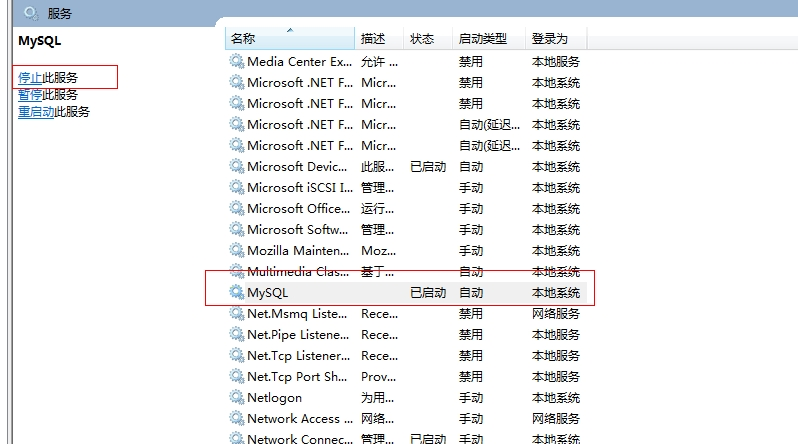 服务
MySQL
停止此服务
暂停此服务
重启动此服务
名称 描述 状态 启动类型 登录为
Media Center Ex... 允许 ... 禁用 本地服务
Microsoft .NET F... Micr... 禁用 本地系统
Microsoft .NET F... Micr... 禁用 本地系统
Microsoft .NET F... Micr... 自动(延迟... 本地系统
Microsoft .NET F... Micr... 自动(延迟... 本地系统
Microsoft Devic... 此服... 已启动 自动 本地系统
Microsoft iSCSI I... 管理... 手动 本地系统
Microsoft Office... 运行... 手动 本地系统
Microsoft Softw... 管理... 手动 本地系统
Mozilla Mainten... Moz... 手动 本地系统
Multimedia Clas... 基于... 自动 本地系统
MySQL 已启动 自动 本地系统
Net.Msmq Liste... Rece... 禁用 网络服务
Net.Pipe Listene... Rece... 禁用 本地服务
Net.Tcp Listener... Rece... 禁用 本地服务
Net.Tcp Port Sh... Prov... 禁用 本地服务
Netlogon 为用... 手动 本地系统
Network Access ... 网络... 手动 网络服务
Network Connec... 管理... 已启动 手动 本地系统